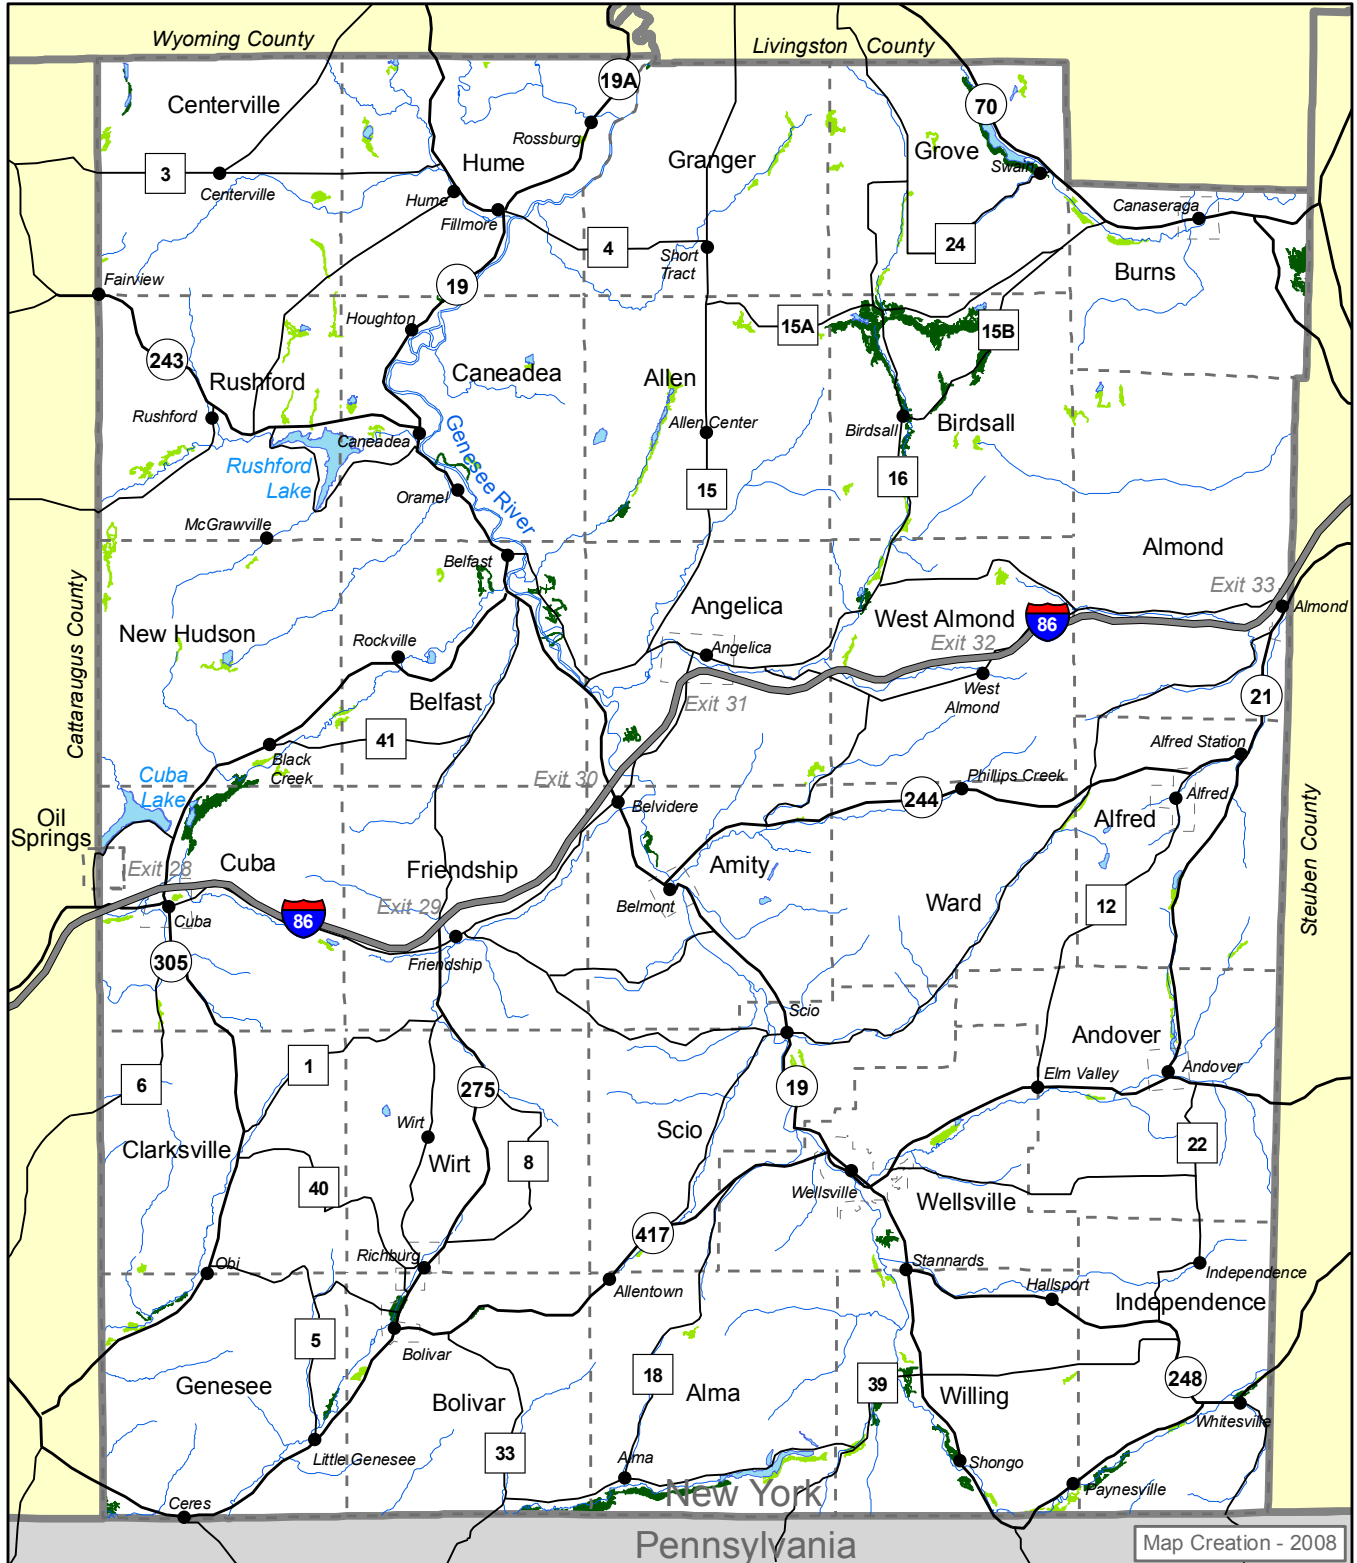 Wyoming County
Livingston County
19A
70
Centerville
Rossburg
Hume
Granger
Grove
3
Centerville
Swain
Hume
Fillmore
Canaseraga
4
Short
Tract
24
Burns
Fairview
19
Houghton
15A
15B
243
Rushford
Caneadea
Allen
Rushford
Caneadea
Allen Center
Birdsall
Birdsall
Genesee River
Rushford
Lake
Oramel
15
16
McGrawville
Belfast
Almond
Exit 33
Almond
Cattaraugus County
New Hudson
Angelica
West Almond
86
Rockville
Angelica
Exit 32
West
Almond
Belfast
Exit 31
21
41
Black
Creek
Alfred Station
Cuba
Lake
Exit 30
Belvidere
Phillips Creek
244
Alfred
Alfred
Oil
Springs
Exit 28
Cuba
Friendship
Amity
Steuben County
Belmont
Ward
12
Cuba
86
Exit 29
Friendship
305
Scio
Andover
1
6
275
19
Elm Valley
Andover
Wirt
Scio
22
Clarksville
Wirt
8
40
Wellsville
Wellsville
417
Richburg
Obi
Stannards
Independence
Allentown
Hallsport
Independence
5
Bolivar
18
39
248
Genesee
Bolivar
Alma
Willing
Whitesville
Little Genesee
33
Alma
Shongo
Paynesville
Ceres
New York
Pennsylvania
Map Creation - 2008